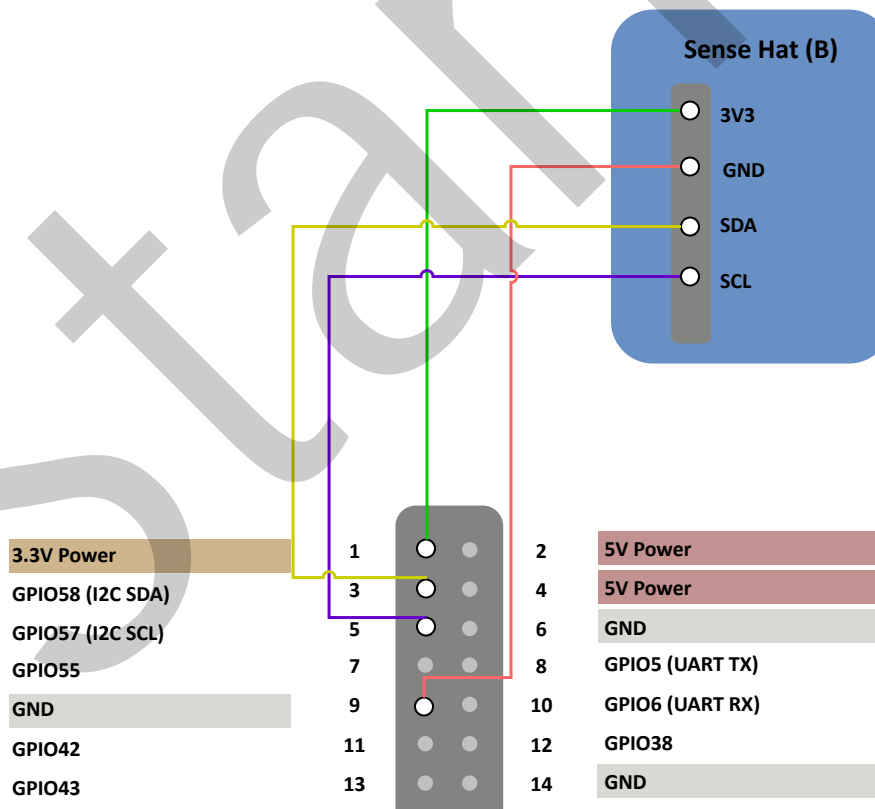 Sense Hat (B)
3V3
GND
SDA
SCL
3.3V Power 1 2 5V Power
GPIO58 (I2C SDA) 3 4 5V Power
GPIO57 (I2C SCL) 5 6 GND
GPIO55 7 8 GPIO5 (UART TX)
GND 9 10 GPIO6 (UART RX)
GPIO42 11 12 GPIO38
GPIO43 13 14 GND